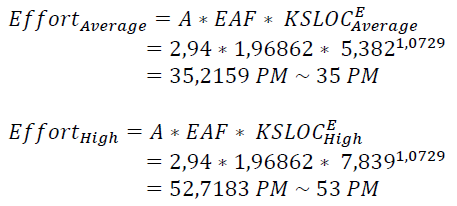 Effort_Average = A ∗ EAF ∗ KSLOC^E_Average
= 2,94 ∗ 1,96862 ∗ 5,382^1,0729
= 35,2159 PM ~ 35 PM
Effort_High = A ∗ EAF ∗ KSLOC^E_High
= 2,94 ∗ 1,96862 ∗ 7,839^1,0729
= 52,7183 PM ~ 53 PM